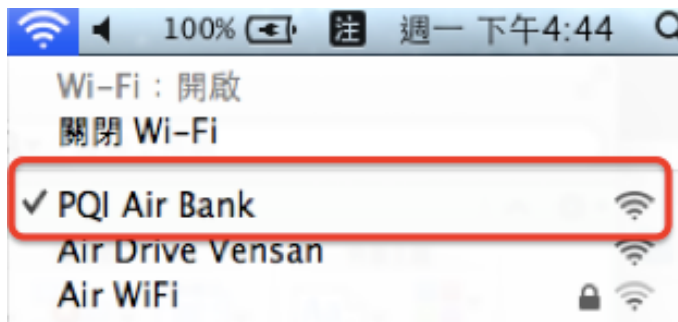 100% 注 週一 下午4:44
Wi-Fi：開啟
關閉 Wi-Fi
PQI Air Bank
Air Drive Vensan
Air WiFi